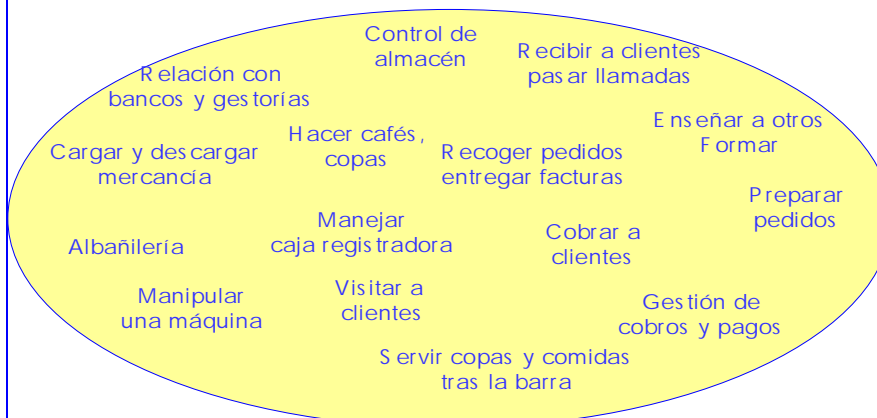 Control de
almacén
Recibir a clientes
pasar llamadas
Relación con
bancos y gestorías
Enseñar a otros
Formar
Hacer cafés,
copas
Cargar y descargar
mercancía
Recoger pedidos
entregar facturas
Preparar
pedidos
Manejar
caja registradora
Cobrar a
clientes
Albañilería
Visitar a
clientes
Manipular
una máquina
Gestión de
cobros y pagos
Servir copas y comidas
tras la barra